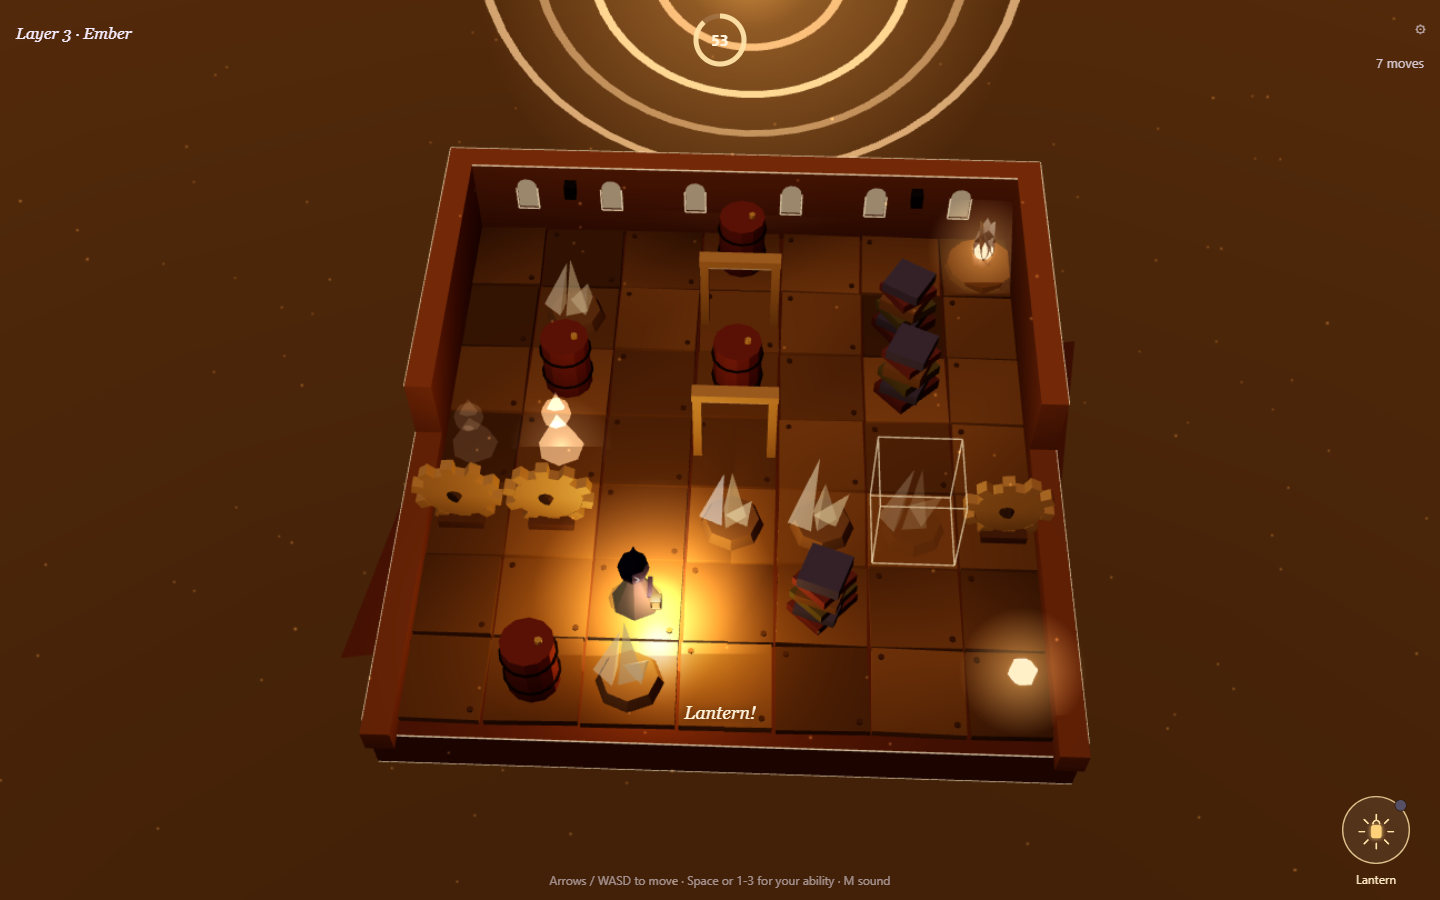 Layer 3 · Ember
53
7 moves
Lantern!
Lantern
Arrows / WASD to move · Space or 1-3 for your ability · M sound